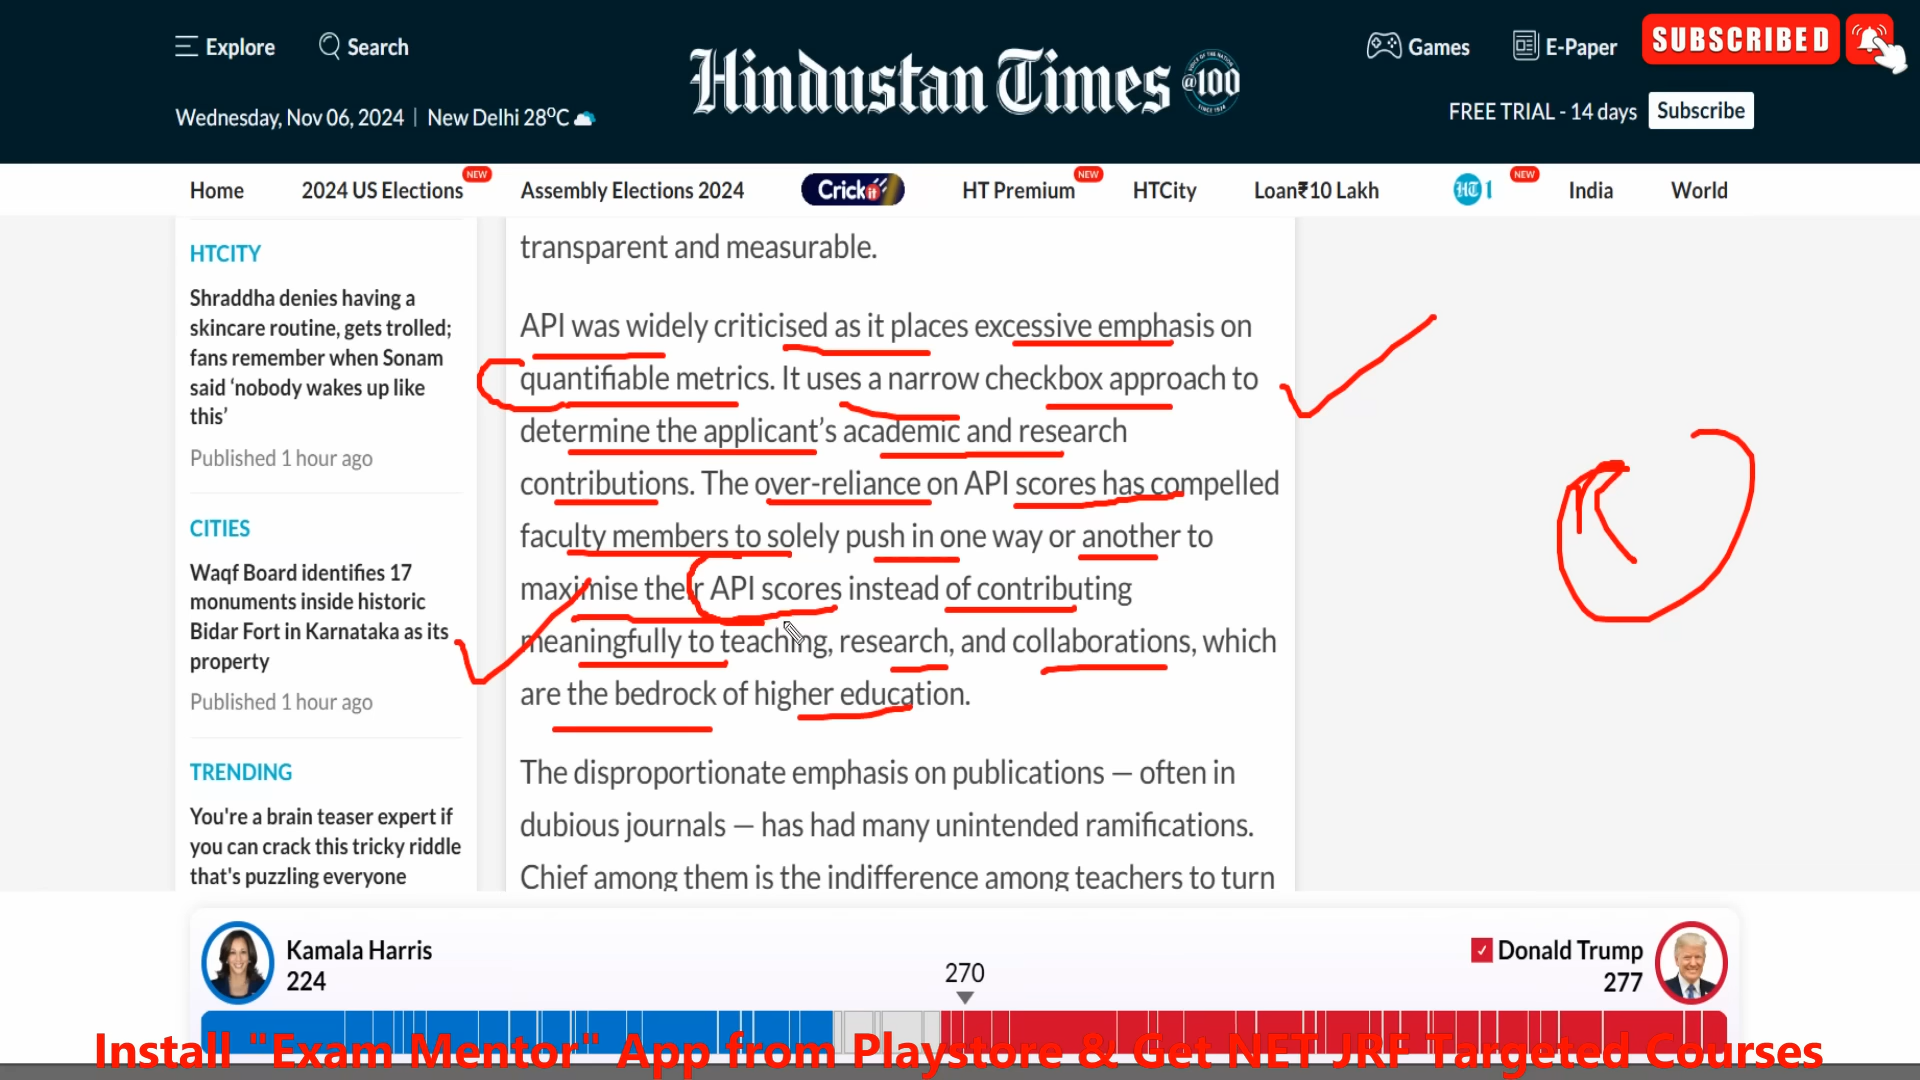 Explore
Search
Games
E-Paper
SUBSCRIBED
Hindustan Times
@100
Wednesday, Nov 06, 2024 | New Delhi 28°C
FREE TRIAL - 14 days
Subscribe
Home
2024 US Elections
NEW
Assembly Elections 2024
Crickit
HT Premium
NEW
HTCity
Loan₹10 Lakh
HT 1
NEW
India
World
HTCITY
Shraddha denies having a
skincare routine, gets trolled;
fans remember when Sonam
said ‘nobody wakes up like
this’
Published 1 hour ago
CITIES
Waqf Board identifies 17
monuments inside historic
Bidar Fort in Karnataka as its
property
Published 1 hour ago
TRENDING
You're a brain teaser expert if
you can crack this tricky riddle
that's puzzling everyone
transparent and measurable.
API was widely criticised as it places excessive emphasis on
quantifiable metrics. It uses a narrow checkbox approach to
determine the applicant’s academic and research
contributions. The over-reliance on API scores has compelled
faculty members to solely push in one way or another to
maximise their API scores instead of contributing
meaningfully to teaching, research, and collaborations, which
are the bedrock of higher education.
The disproportionate emphasis on publications — often in
dubious journals — has had many unintended ramifications.
Chief among them is the indifference among teachers to turn
Kamala Harris
224
270
Donald Trump
277
Install "Exam Mentor" App from Playstore & Get NET JRF Targeted Courses